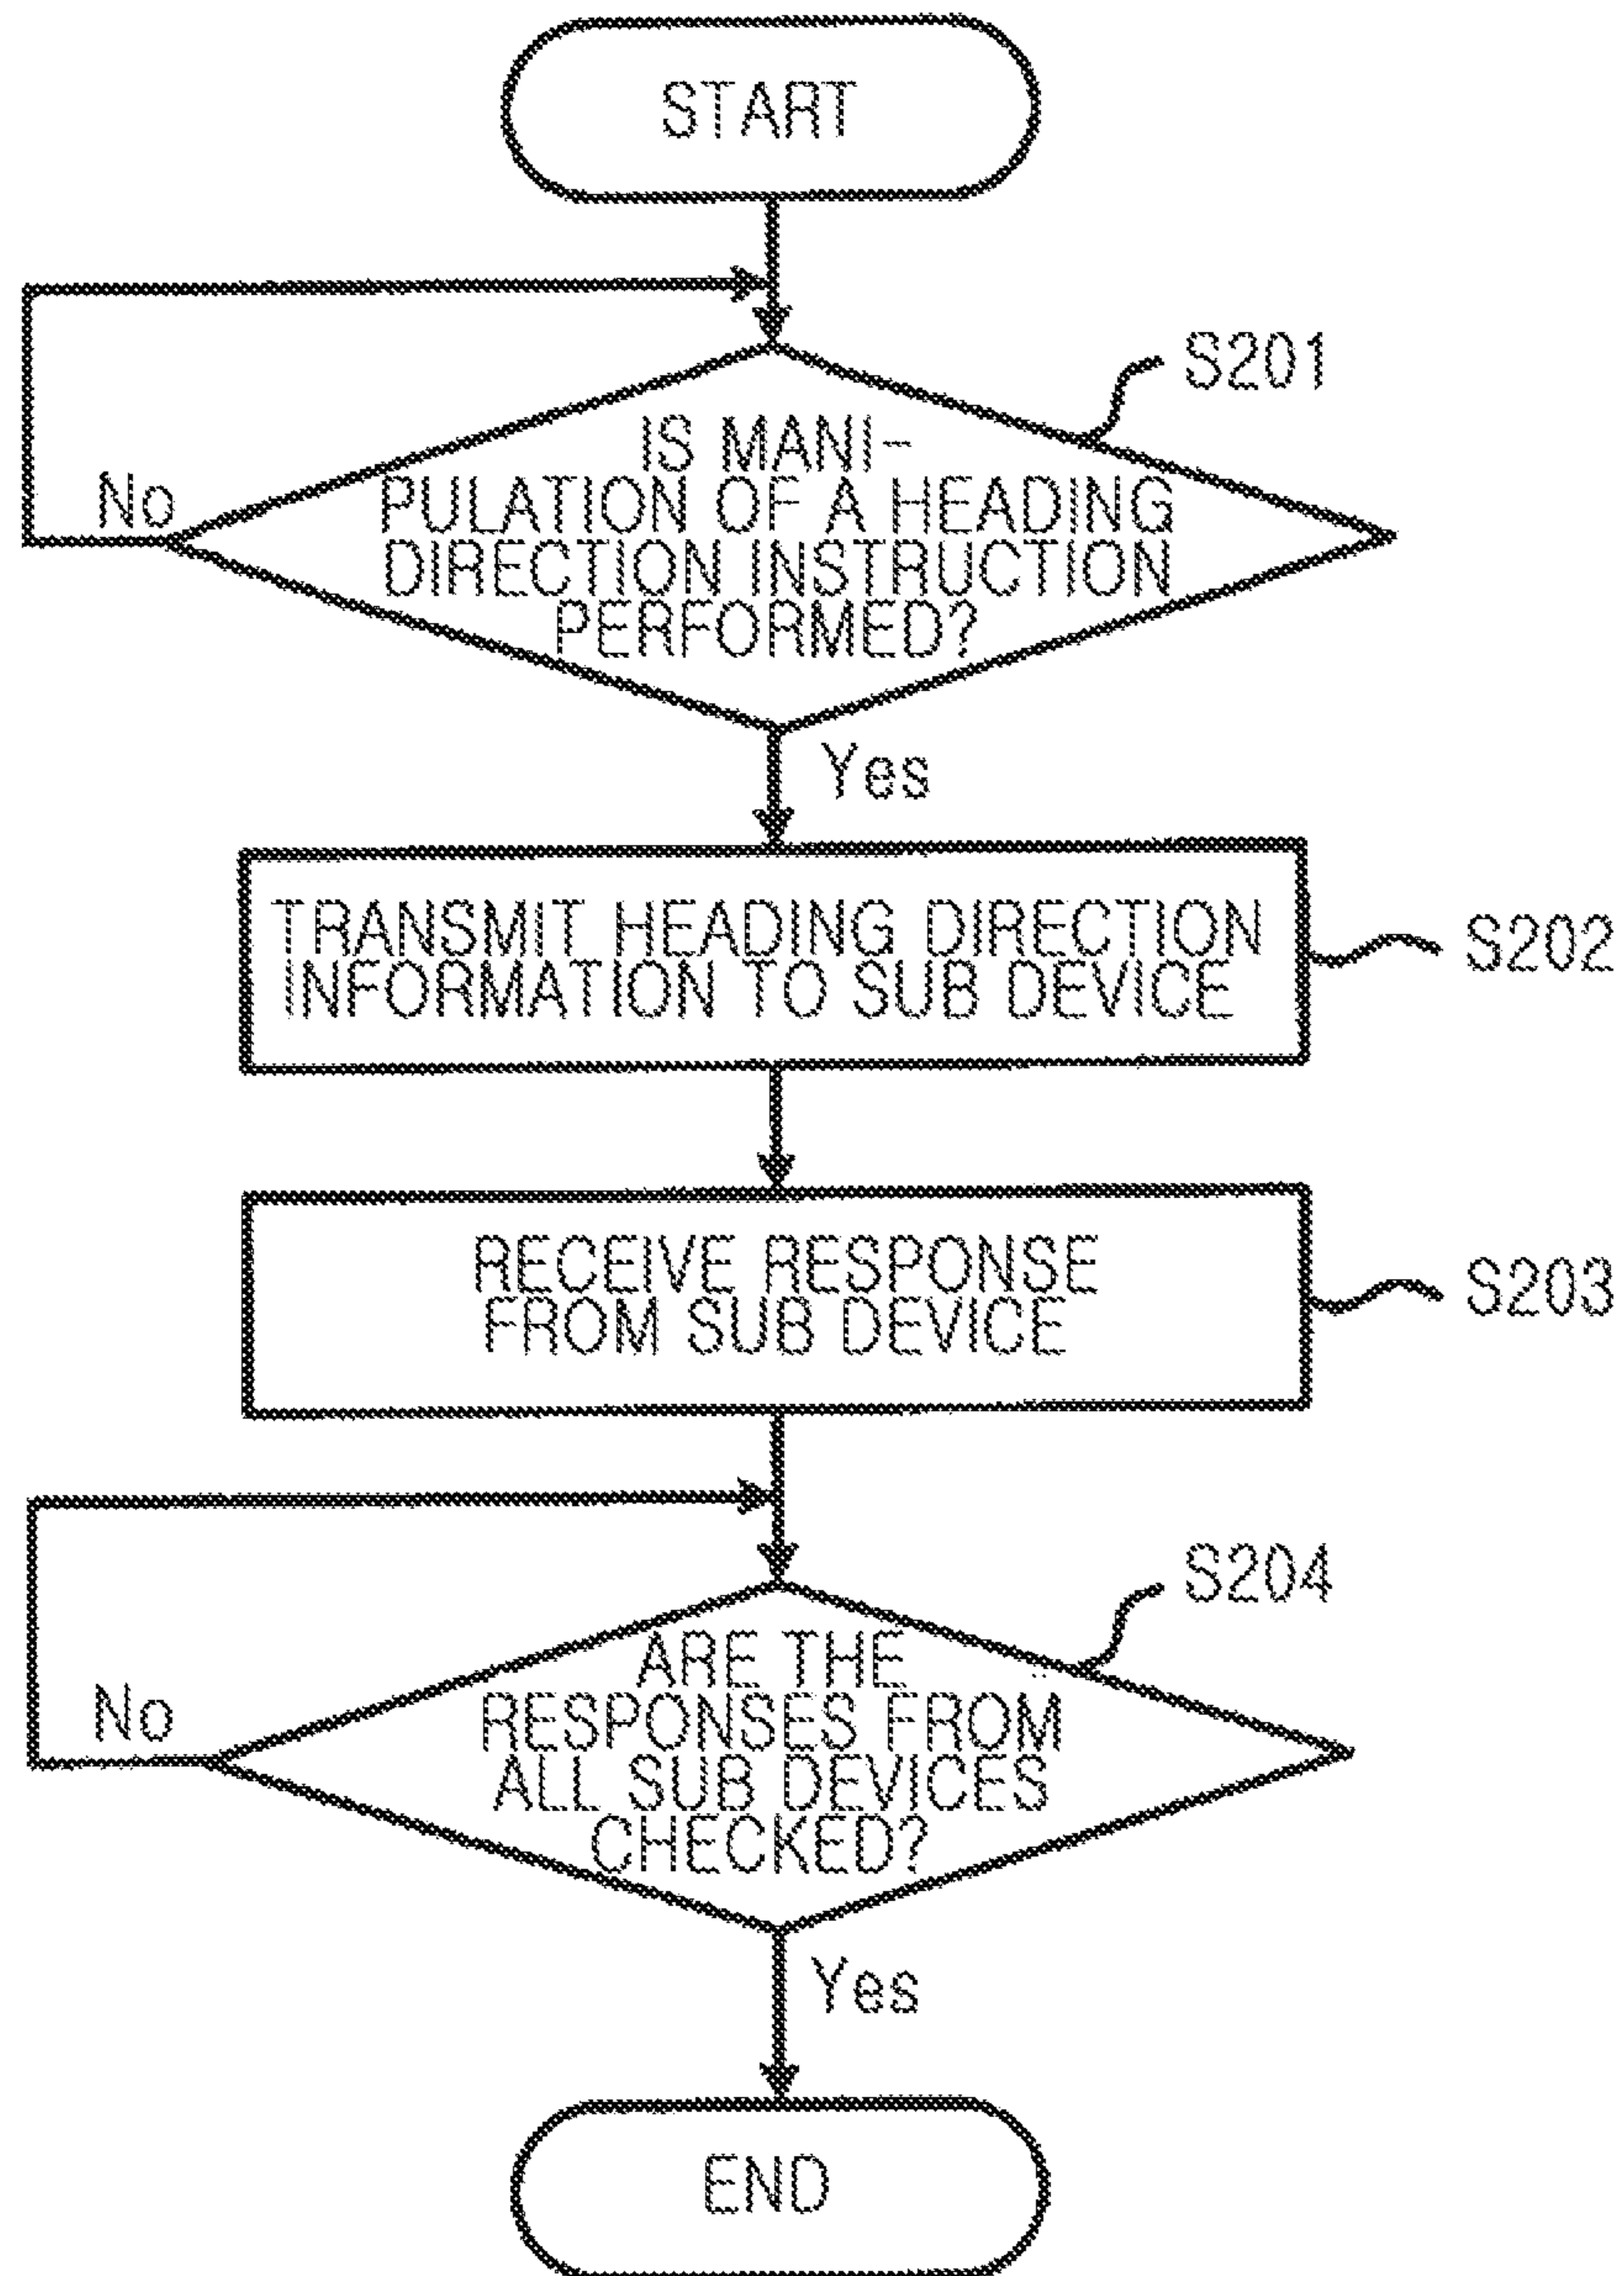 START
S201
IS MANI-
PULATION OF A HEADING
DIRECTION INSTRUCTION
PERFORMED?
No
Yes
TRANSMIT HEADING DIRECTION
INFORMATION TO SUB DEVICE
S202
RECEIVE RESPONSE
FROM SUB DEVICE
S203
S204
ARE THE
RESPONSES FROM
ALL SUB DEVICES
CHECKED?
No
Yes
END